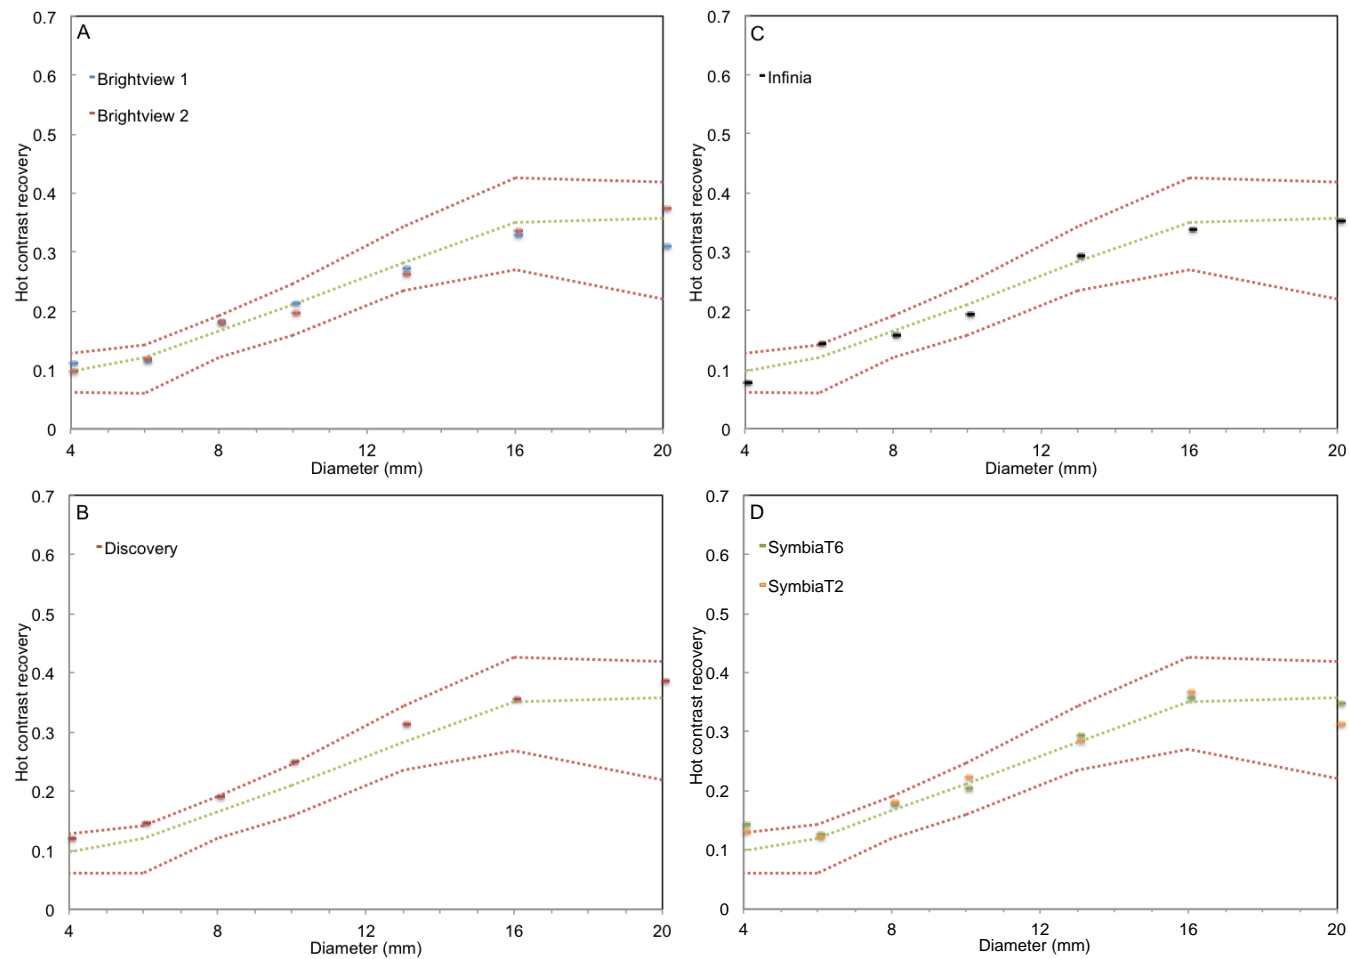 A
Brightview 1
Brightview 2
Hot contrast recovery
0.7
0.6
0.5
0.4
0.3
0.2
0.1
0
4 8 12 16 20
Diameter (mm)
C
Infinia
Hot contrast recovery
0.7
0.6
0.5
0.4
0.3
0.2
0.1
0
4 8 12 16 20
Diameter (mm)
B
Discovery
Hot contrast recovery
0.7
0.6
0.5
0.4
0.3
0.2
0.1
0
4 8 12 16 20
Diameter (mm)
D
SymbiaT6
SymbiaT2
Hot contrast recovery
0.7
0.6
0.5
0.4
0.3
0.2
0.1
0
4 8 12 16 20
Diameter (mm)